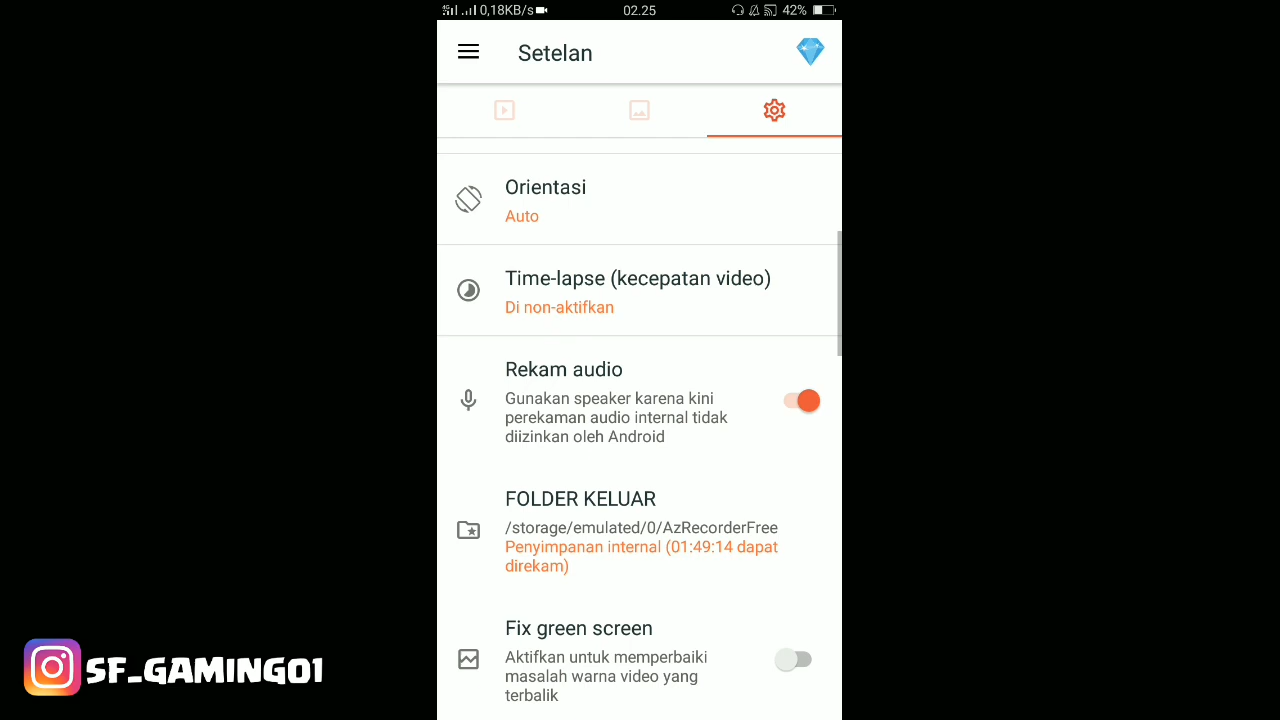 0,18KB/s 02.25 42%
Setelan
Orientasi
Auto
Time-lapse (kecepatan video)
Di non-aktifkan
Rekam audio
Gunakan speaker karena kini
perekaman audio internal tidak
diizinkan oleh Android
FOLDER KELUAR
/storage/emulated/0/AzRecorderFree
Penyimpanan internal (01:49:14 dapat
direkam)
Fix green screen
Aktifkan untuk memperbaiki
masalah warna video yang
terbalik
SF_GAMING01